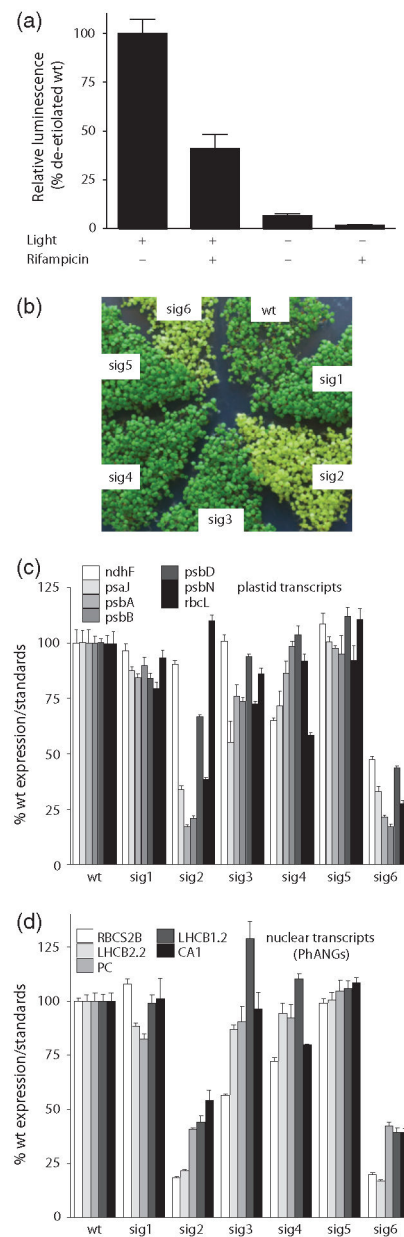 (a)
Relative luminescence
(% de-etiolated wt)
100
75
50
25
0
Light + + – –
Rifampicin – + – +
(b)
sig6
wt
sig5
sig1
sig4
sig2
sig3
(c)
ndhF
psaJ
psbA
psbB
psbD
psbN
rbcL
plastid transcripts
% wt expression/standards
125
100
75
50
25
0
wt sig1 sig2 sig3 sig4 sig5 sig6
(d)
RBCS2B
LHCB2.2
PC
LHCB1.2
CA1
nuclear transcripts
(PhANGs)
% wt expression/standards
125
100
75
50
25
0
wt sig1 sig2 sig3 sig4 sig5 sig6